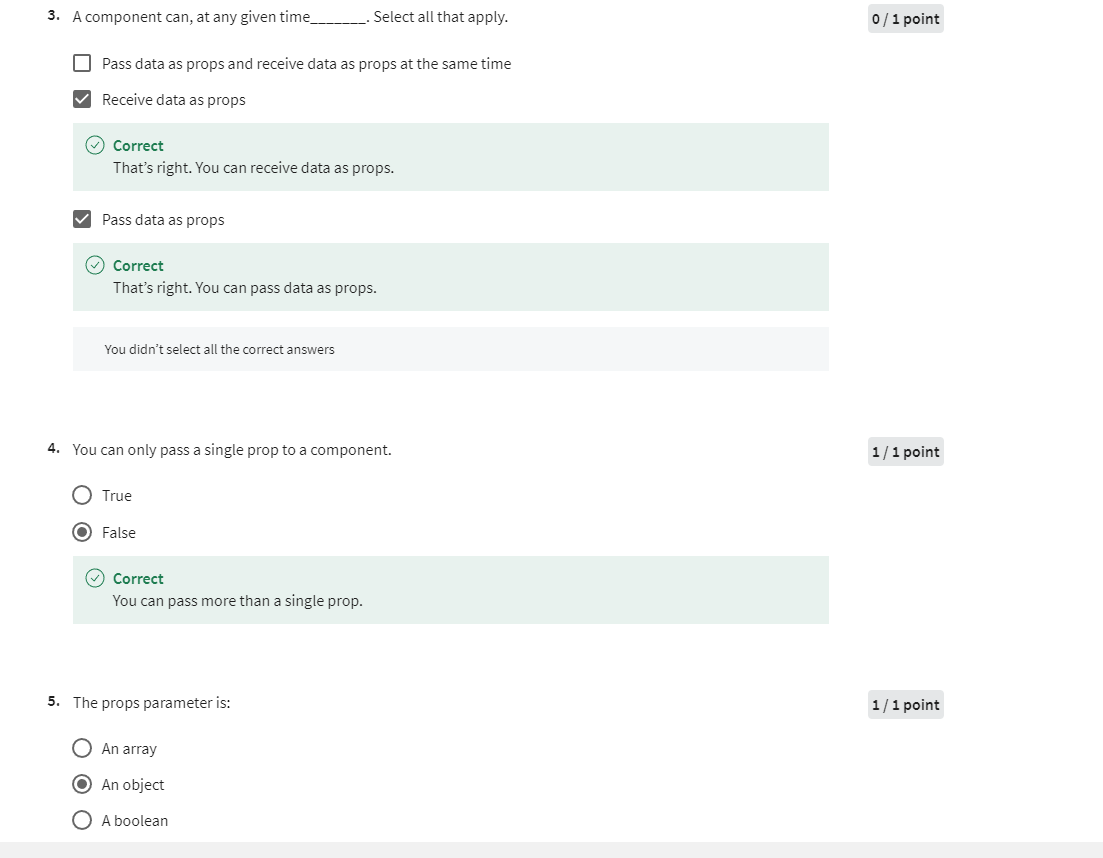 3. A component can, at any given time_______. Select all that apply.
0 / 1 point
Pass data as props and receive data as props at the same time
Receive data as props
Correct
That’s right. You can receive data as props.
Pass data as props
Correct
That’s right. You can pass data as props.
You didn’t select all the correct answers
4. You can only pass a single prop to a component.
1 / 1 point
True
False
Correct
You can pass more than a single prop.
5. The props parameter is:
1 / 1 point
An array
An object
A boolean